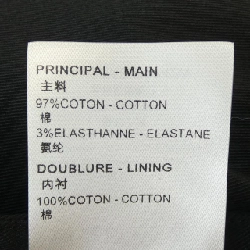 PRINCIPAL - MAIN
主料
97%COTON - COTTON
棉
3%ELASTHANNE - ELASTANE
氨纶
DOUBLURE - LINING
内衬
100%COTON - COTTON
棉